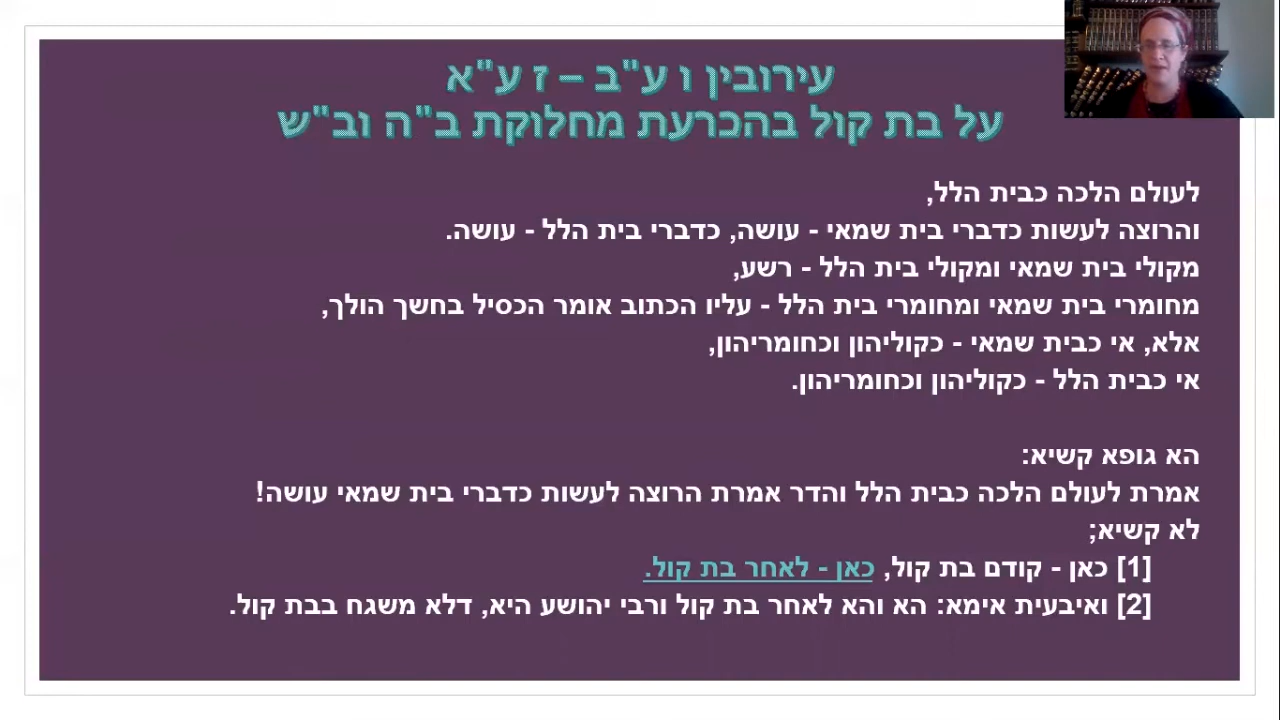 עירובין ו ע"ב – ז ע"א
על בת קול בהכרעת מחלוקת ב"ה וב"ש
לעולם הלכה כבית הלל,
והרוצה לעשות כדברי בית שמאי - עושה, כדברי בית הלל - עושה.
מקולי בית שמאי ומקולי בית הלל - רשע,
מחומרי בית שמאי ומחומרי בית הלל - עליו הכתוב אומר הכסיל בחשך הולך,
אלא, אי כבית שמאי - כקוליהון וכחומריהון,
אי כבית הלל - כקוליהון וכחומריהון.
הא גופא קשיא:
אמרת לעולם הלכה כבית הלל והדר אמרת הרוצה לעשות כדברי בית שמאי עושה!
לא קשיא;
[1] כאן - קודם בת קול, כאן - לאחר בת קול.
[2] ואיבעית אימא: הא והא לאחר בת קול ורבי יהושע היא, דלא משגח בבת קול.